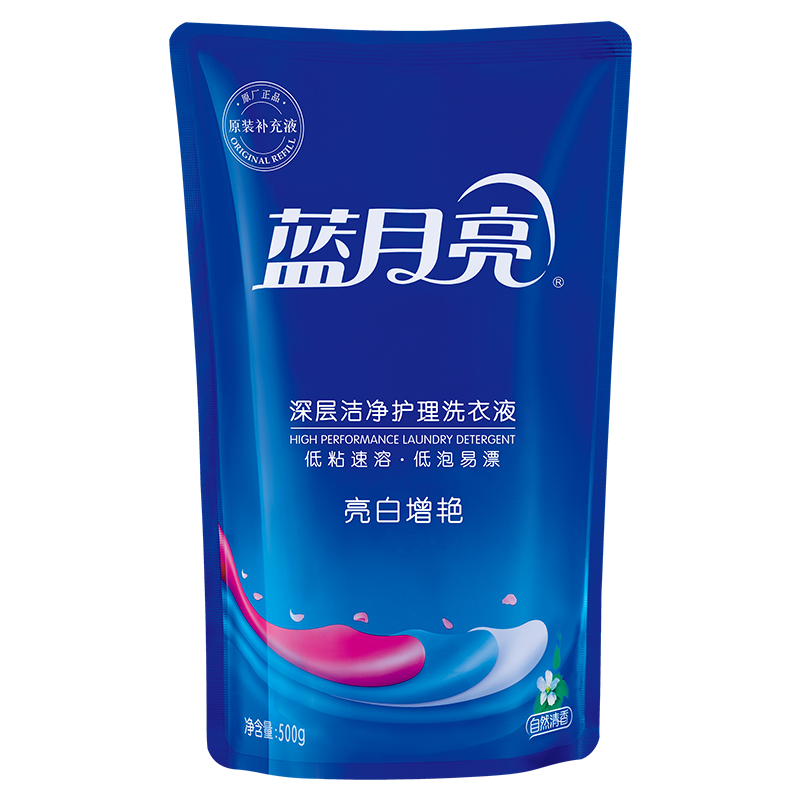 ·原厂正品·
原装补充液
ORIGINAL REFILL
蓝月亮®
深层洁净护理洗衣液
HIGH PERFORMANCE LAUNDRY DETERGENT
低粘速溶·低泡易漂
亮白增艳
净含量:500g
自然清香